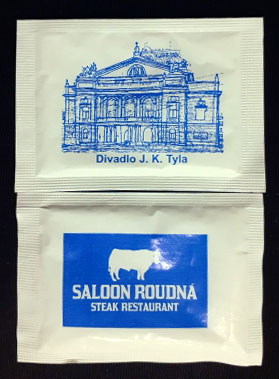 Divadlo J. K. Tyla
SALOON ROUDNÁ
STEAK RESTAURANT